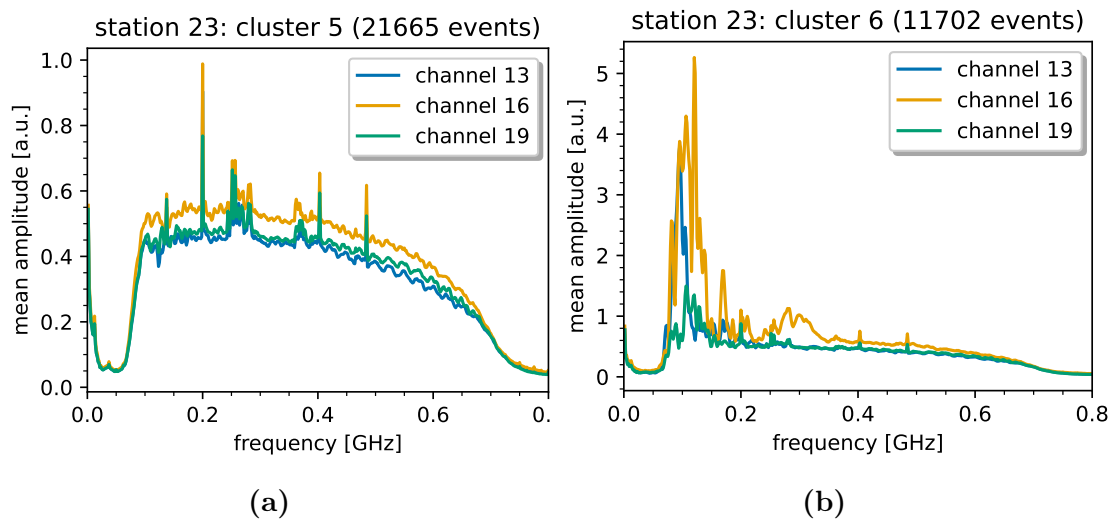 station 23: cluster 5 (21665 events)
mean amplitude [a.u.]
1.0
0.8
0.6
0.4
0.2
0.0
channel 13
channel 16
channel 19
0.0 0.2 0.4 0.6 0.
frequency [GHz]
(a)
station 23: cluster 6 (11702 events)
mean amplitude [a.u.]
5
4
3
2
1
0
channel 13
channel 16
channel 19
0.0 0.2 0.4 0.6 0.8
frequency [GHz]
(b)